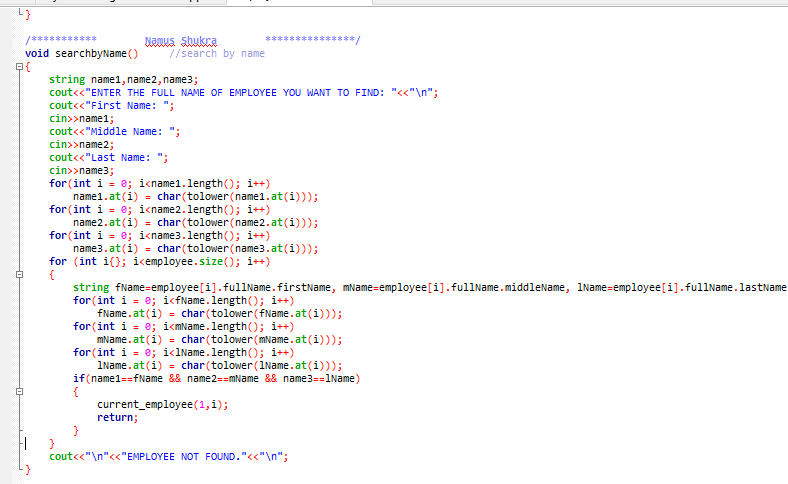 }
/*********** Namus Shukra ***************/
void searchbyName() //search by name
{
string name1,name2,name3;
cout<<"ENTER THE FULL NAME OF EMPLOYEE YOU WANT TO FIND: "<<"\n";
cout<<"First Name: ";
cin>>name1;
cout<<"Middle Name: ";
cin>>name2;
cout<<"Last Name: ";
cin>>name3;
for(int i = 0; i<name1.length(); i++)
name1.at(i) = char(tolower(name1.at(i)));
for(int i = 0; i<name2.length(); i++)
name2.at(i) = char(tolower(name2.at(i)));
for(int i = 0; i<name3.length(); i++)
name3.at(i) = char(tolower(name3.at(i)));
for (int i{}; i<employee.size(); i++)
{
string fName=employee[i].fullName.firstName, mName=employee[i].fullName.middleName, lName=employee[i].fullName.lastName
for(int i = 0; i<fName.length(); i++)
fName.at(i) = char(tolower(fName.at(i)));
for(int i = 0; i<mName.length(); i++)
mName.at(i) = char(tolower(mName.at(i)));
for(int i = 0; i<lName.length(); i++)
lName.at(i) = char(tolower(lName.at(i)));
if(name1==fName && name2==mName && name3==lName)
{
current_employee(1,i);
return;
}
}
cout<<"\n"<<"EMPLOYEE NOT FOUND."<<"\n";
}